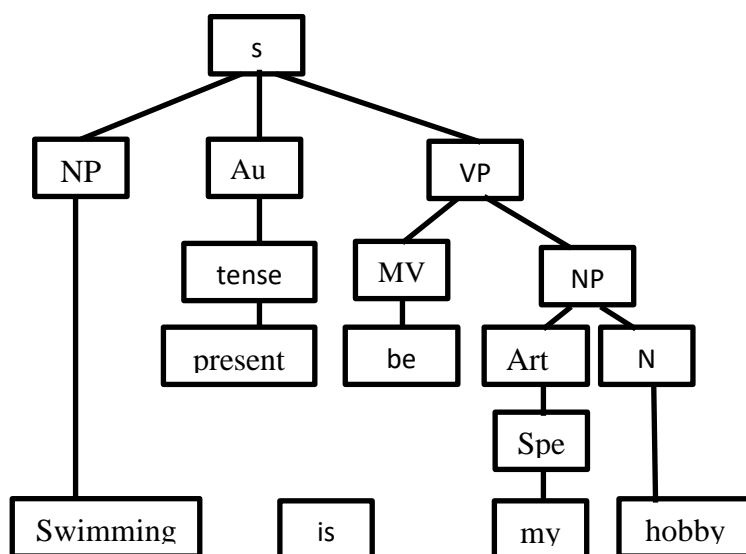 s
NP Au VP
tense MV NP
present be Art N
Spe
Swimming is my hobby